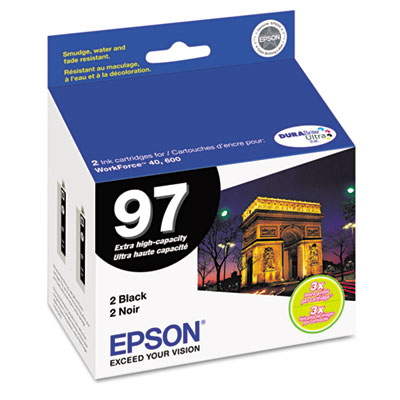 Smudge, water and
fade resistant.
Résistant au maculage,
à l'eau et à la décoloration.
EPSON
DURABrite
Ultra
Ink
2 Ink cartridges for / Cartouches d'encre pour:
WorkForce™ 40, 600
97
Extra high-capacity
Ultra haute capacité
2 Black
2 Noir
3x
3x
EPSON®
EXCEED YOUR VISION